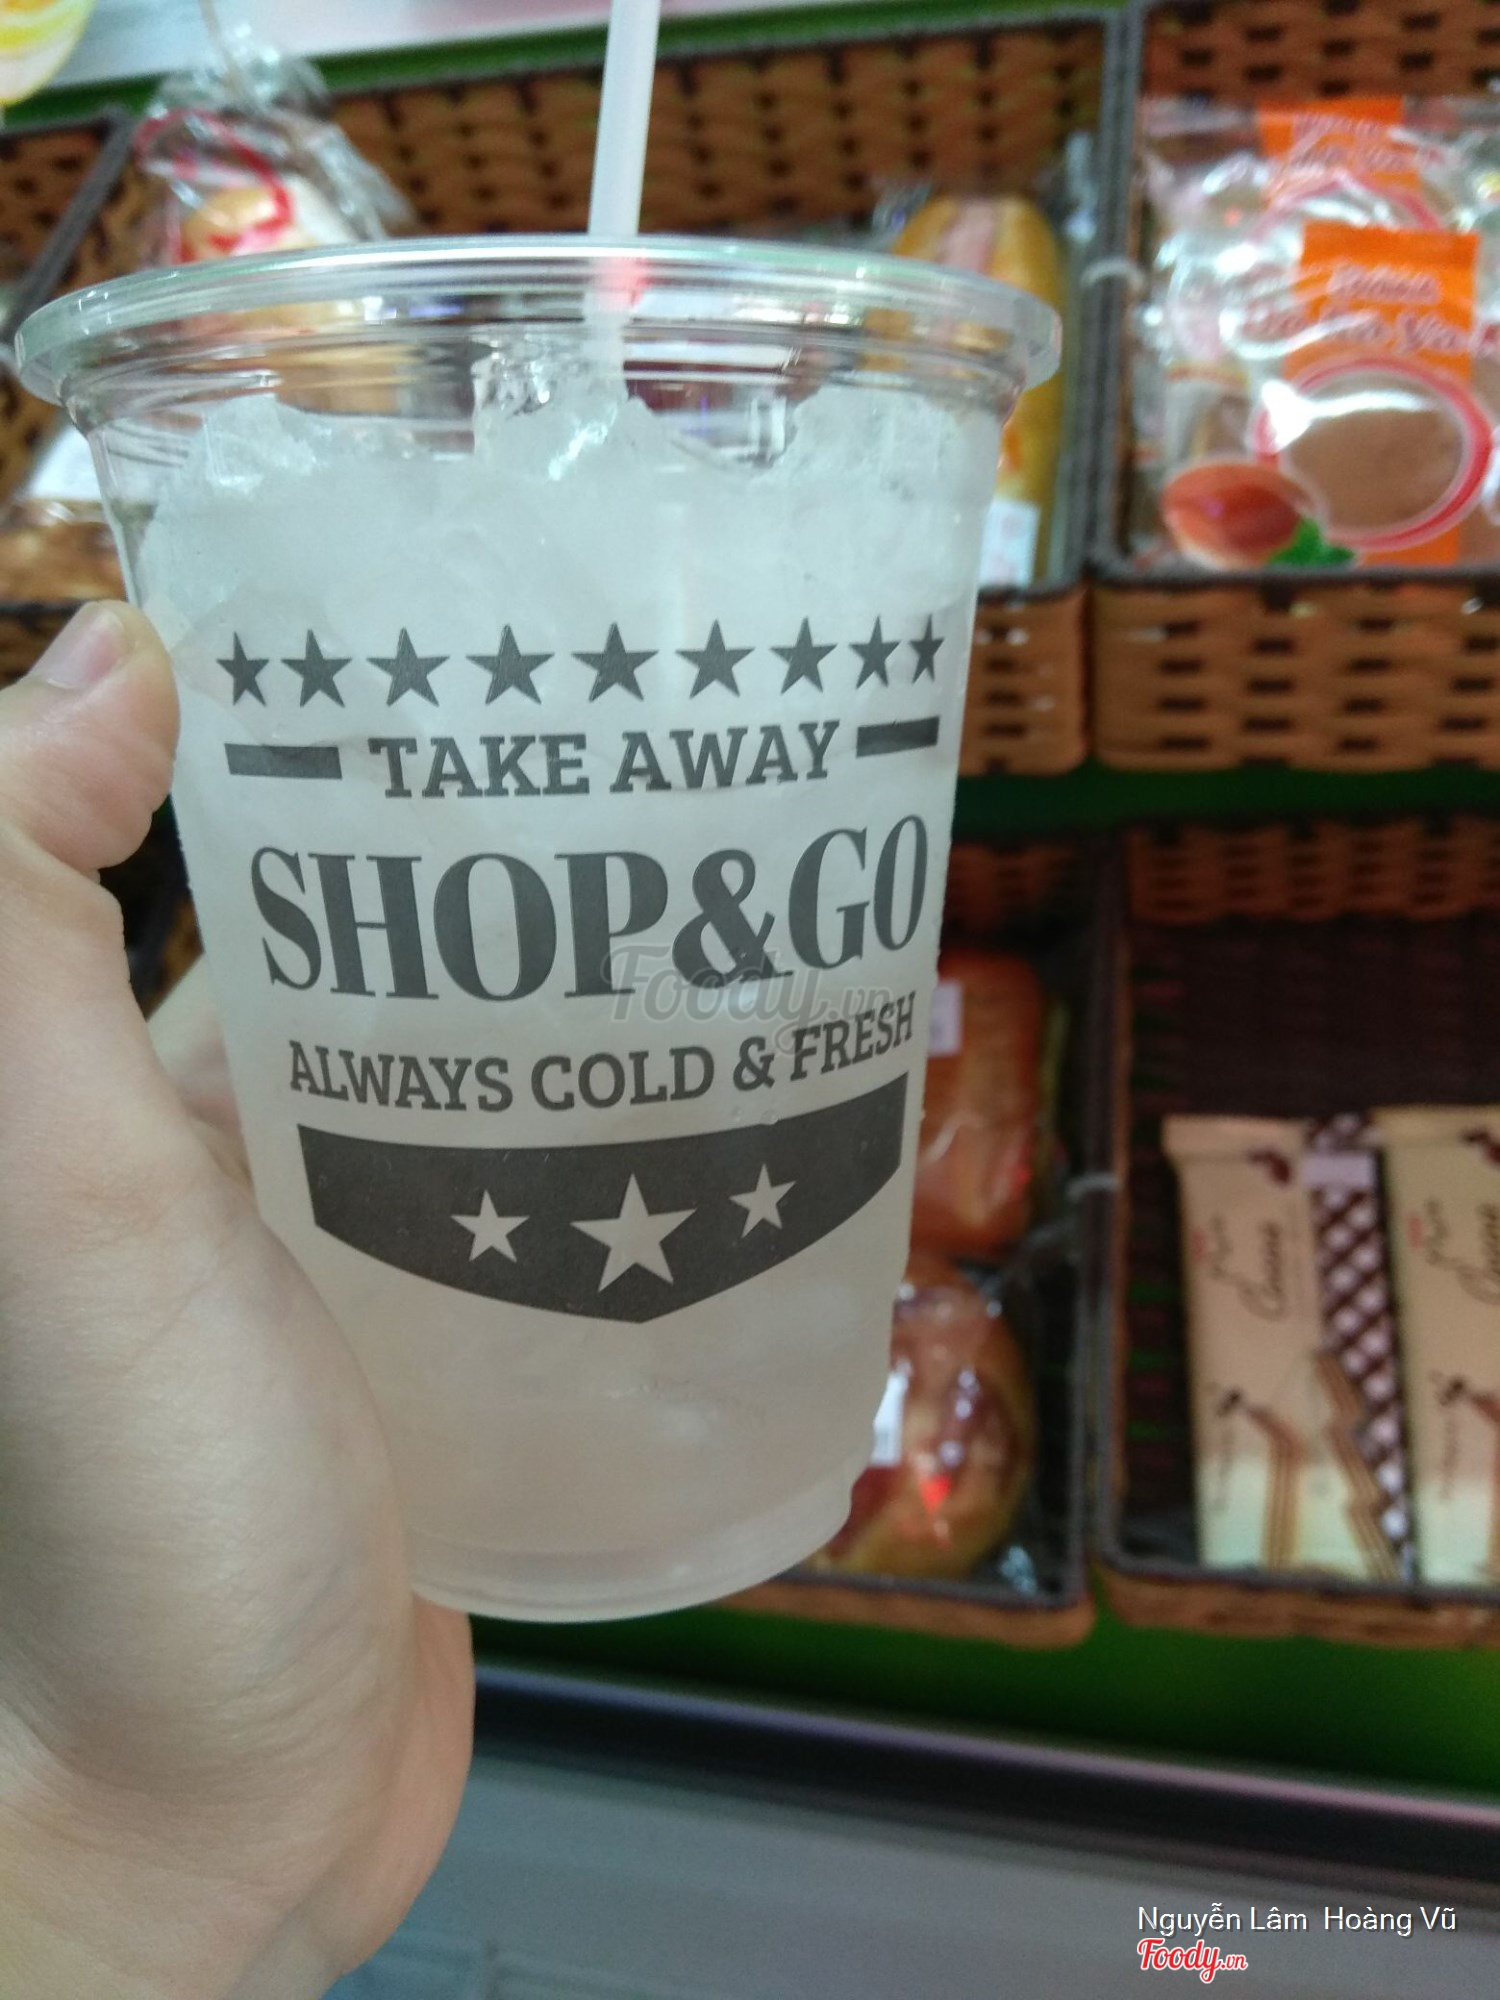 TAKE AWAY
SHOP&GO
Foody.vn
ALWAYS COLD & FRESH
Nguyễn Lâm Hoàng Vũ
Foody.vn